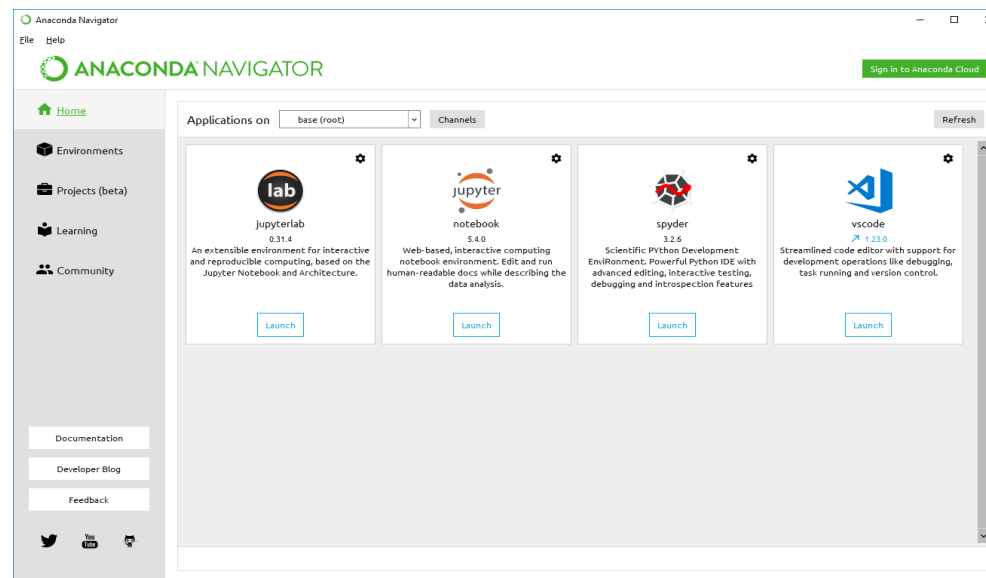 Anaconda Navigator
File Help
ANACONDA NAVIGATOR
Sign in to Anaconda Cloud
Home
Environments
Projects (beta)
Learning
Community
Documentation
Developer Blog
Feedback
You Tube
Applications on base (root) Channels Refresh
lab
jupyterlab
0.31.4
An extensible environment for interactive
and reproducible computing, based on the
Jupyter Notebook and Architecture.
Launch
jupyter
notebook
5.4.0
Web-based, interactive computing
notebook environment. Edit and run
human-readable docs while describing the
data analysis.
Launch
spyder
3.2.6
Scientific PYthon Development
EnviRonment. Powerful Python IDE with
advanced editing, interactive testing,
debugging and introspection features
Launch
vscode
1.23.0
Streamlined code editor with support for
development operations like debugging,
task running and version control.
Launch